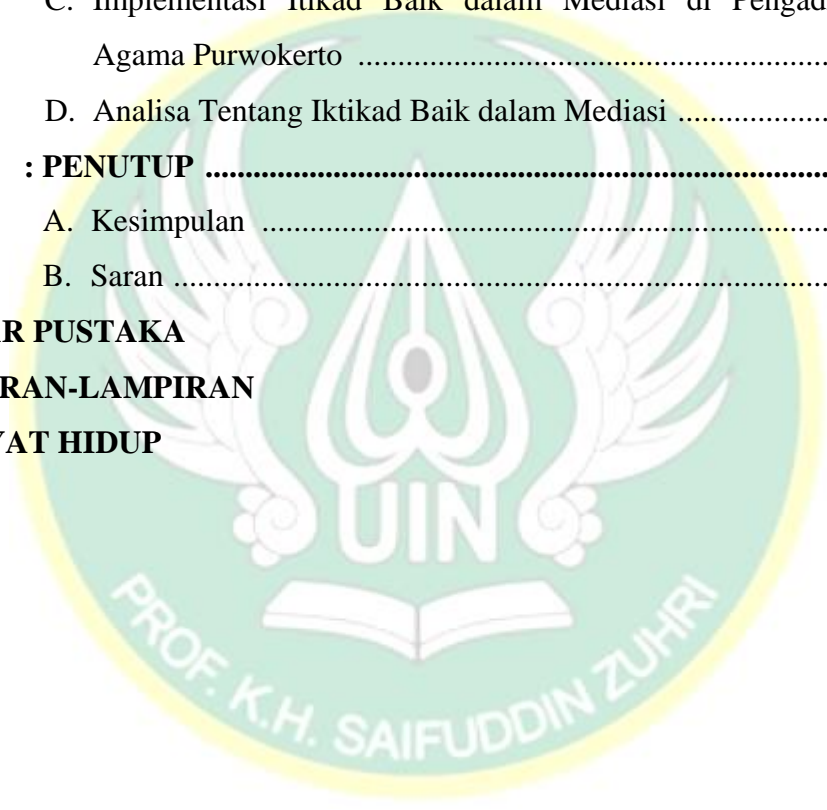 C. Implementasi Itikad Baik dalam Mediasi di Pengad
Agama Purwokerto ............................................................
D. Analisa Tentang Iktikad Baik dalam Mediasi ...................
: PENUTUP ...............................................................................
A. Kesimpulan ........................................................................
B. Saran ...................................................................................
R PUSTAKA
RAN-LAMPIRAN
YAT HIDUP
UIN
PROF. K.H. SAIFUDDIN ZUHRI